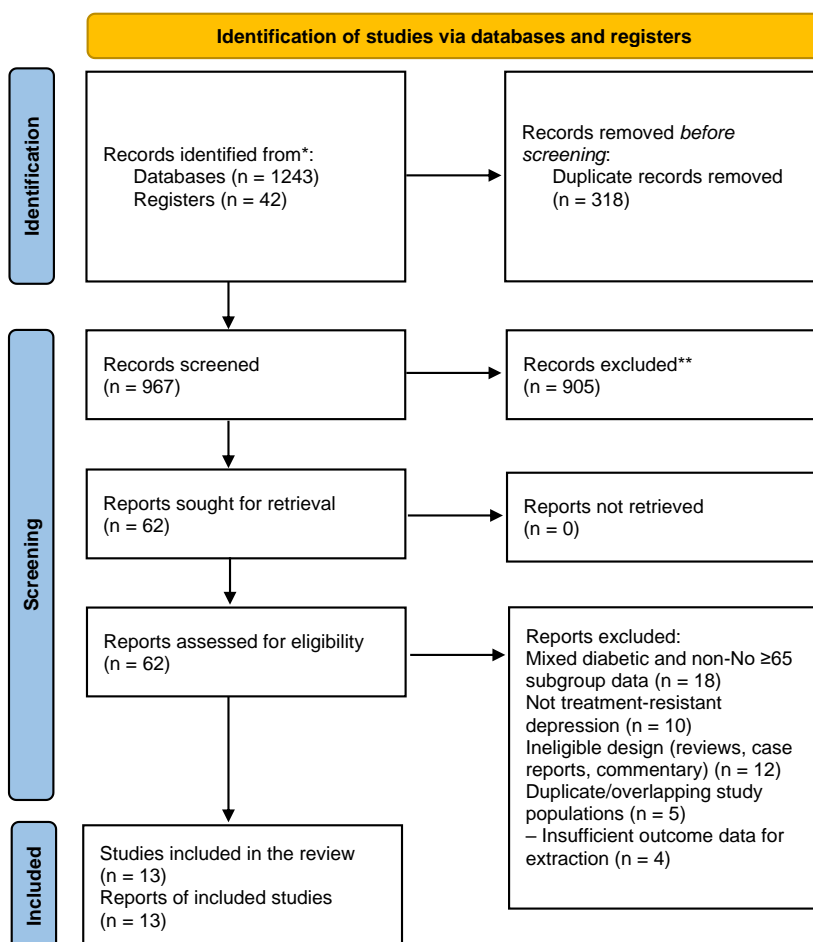 Identification of studies via databases and registers
Identification
Records identified from*:
Databases (n = 1243)
Registers (n = 42)
Records removed before
screening:
Duplicate records removed
(n = 318)
Screening
Records screened
(n = 967)
Records excluded**
(n = 905)
Reports sought for retrieval
(n = 62)
Reports not retrieved
(n = 0)
Reports assessed for eligibility
(n = 62)
Reports excluded:
Mixed diabetic and non-No ≥65
subgroup data (n = 18)
Not treatment-resistant
depression (n = 10)
Ineligible design (reviews, case
reports, commentary) (n = 12)
Duplicate/overlapping study
populations (n = 5)
– Insufficient outcome data for
extraction (n = 4)
Included
Studies included in the review
(n = 13)
Reports of included studies
(n = 13)